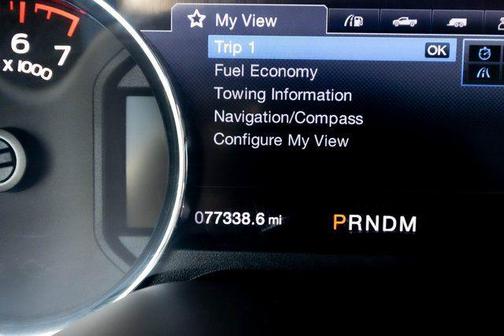 My View
Trip 1 OK
Fuel Economy
Towing Information
Navigation/Compass
Configure My View
077338.6 mi PRNDM
6 7
x 1000